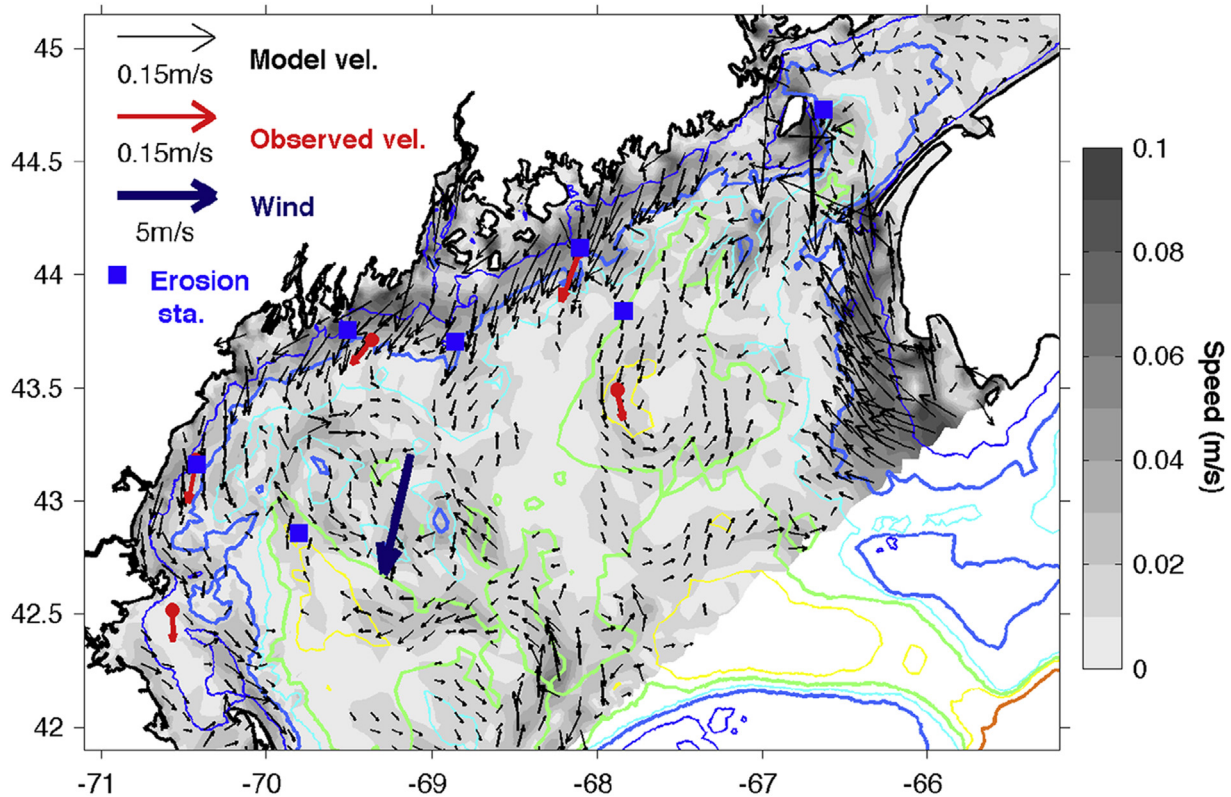 45
44.5
44
43.5
43
42.5
42
Model vel.
0.15m/s
Observed vel.
0.15m/s
Wind
5m/s
Erosion
sta.
-71
-70
-69
-68
-67
-66
0.1
0.08
0.06
0.04
0.02
0
Speed (m/s)